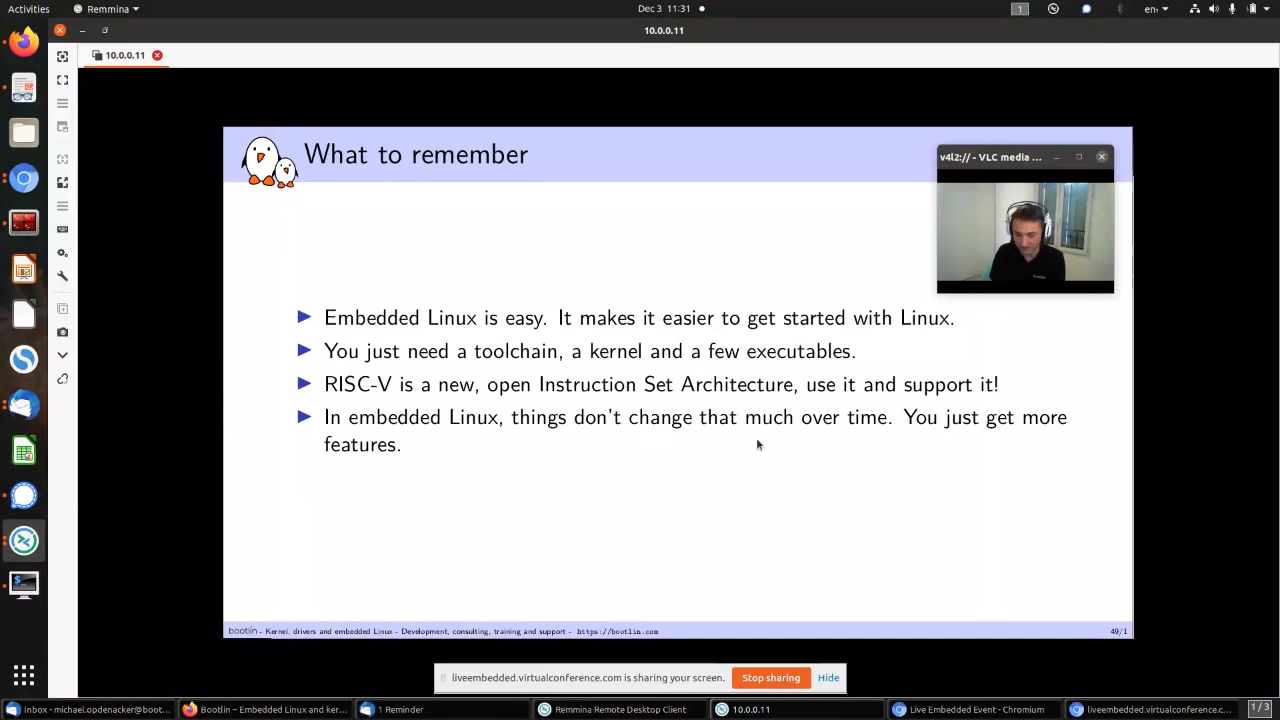 Activities
Remmina
Dec 3 11:31
1
en
10.0.0.11
10.0.0.11
What to remember
v4l2:// - VLC media ...
Embedded Linux is easy. It makes it easier to get started with Linux.
You just need a toolchain, a kernel and a few executables.
RISC-V is a new, open Instruction Set Architecture, use it and support it!
In embedded Linux, things don't change that much over time. You just get more
features.
bootlin - Kernel, drivers and embedded Linux - Development, consulting, training and support - https://bootlin.com
49/1
liveembedded.virtualconference.com is sharing your screen.
Stop sharing
Hide
Inbox - michael.opdenacker@boot...
Bootlin – Embedded Linux and ker...
1 Reminder
Remmina Remote Desktop Client
10.0.0.11
Live Embedded Event - Chromium
liveembedded.virtualconference.c...
1 / 3